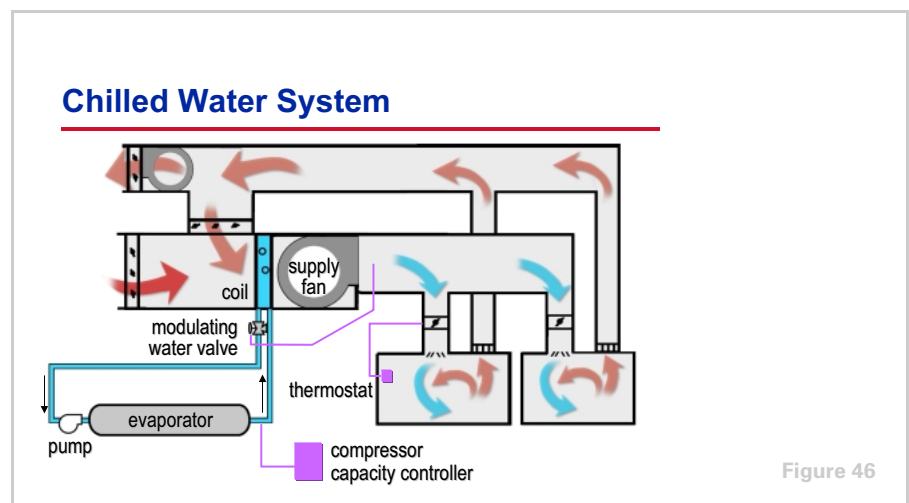 Chilled Water System
supply
fan
coil
modulating
water valve
thermostat
evaporator
pump
compressor
capacity controller
Figure 46